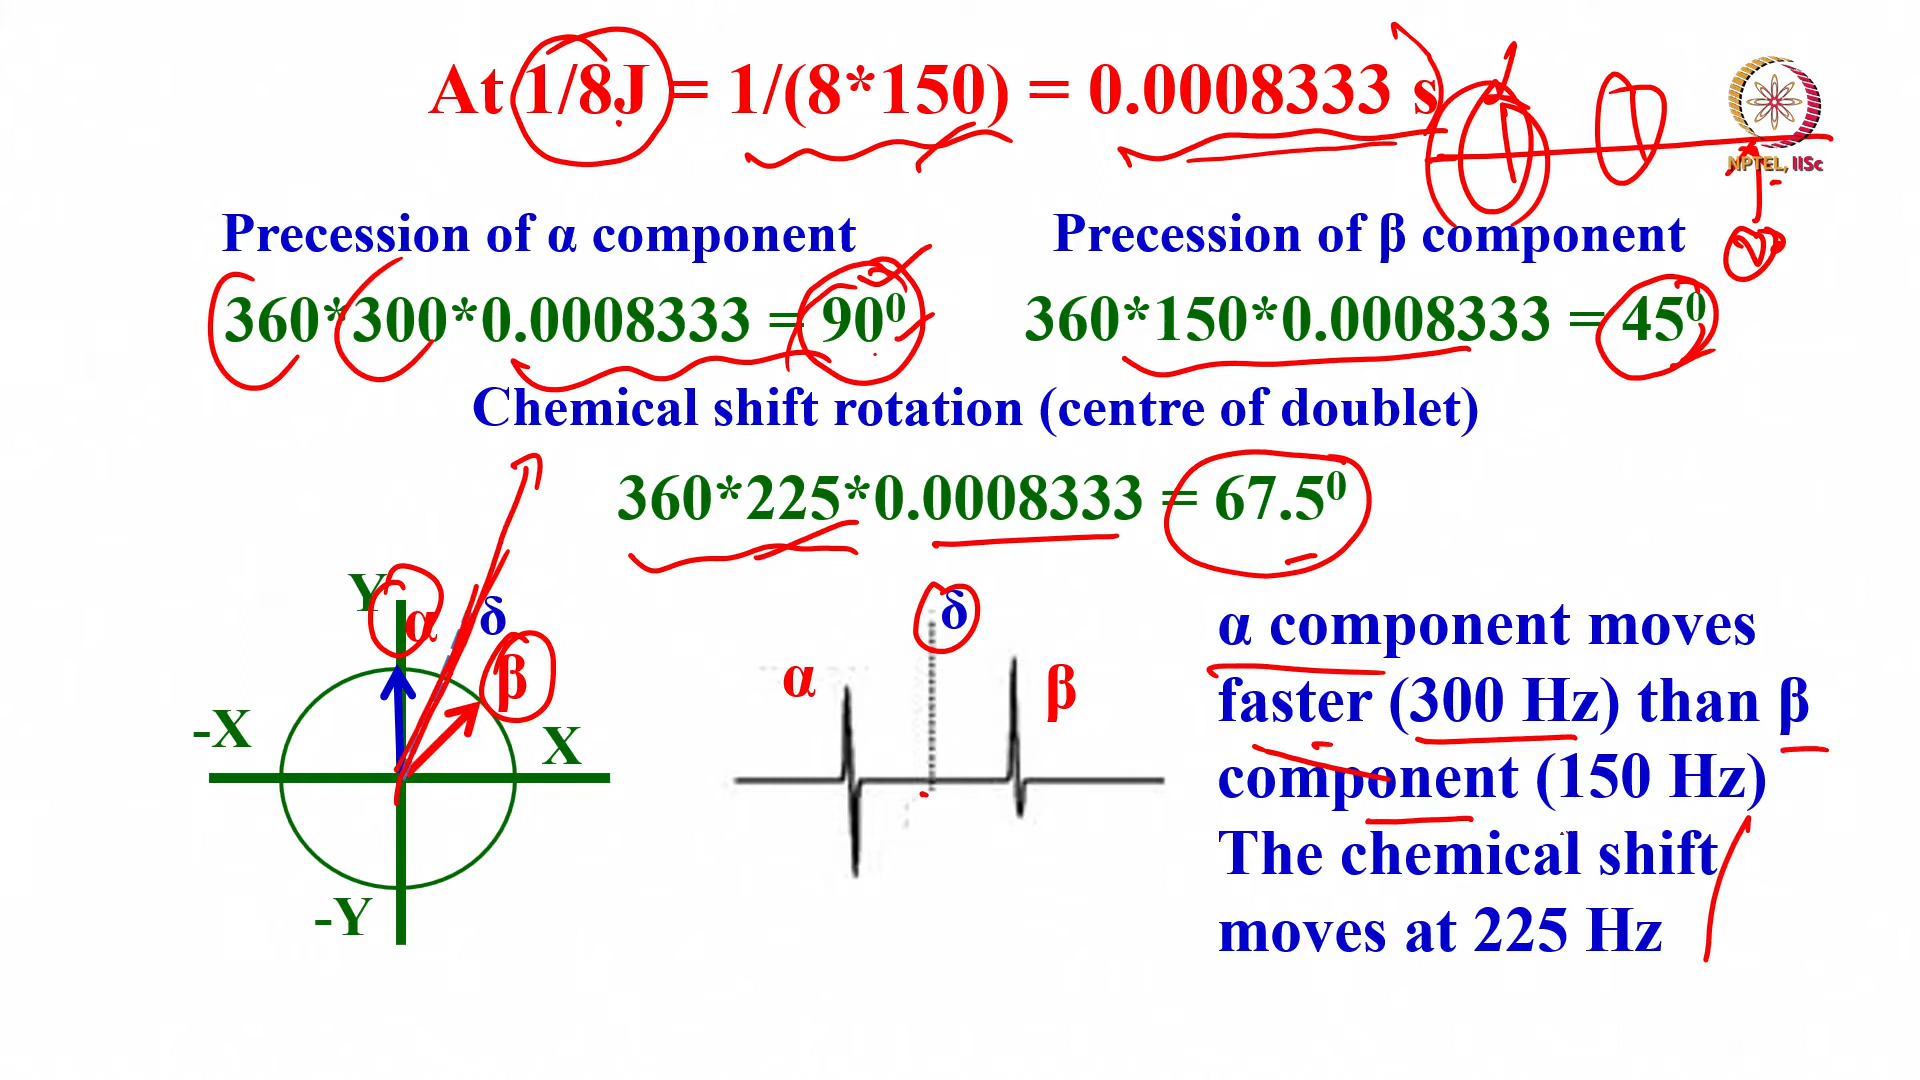 At 1/8J = 1/(8*150) = 0.0008333 s
NPTEL, IISc
Precession of α component
Precession of β component
360*300*0.0008333 = 90⁰
360*150*0.0008333 = 45⁰
Chemical shift rotation (centre of doublet)
360*225*0.0008333 = 67.5⁰
Y
α
δ
β
-X
X
-Y
δ
α
β
α component moves
faster (300 Hz) than β
component (150 Hz)
The chemical shift
moves at 225 Hz